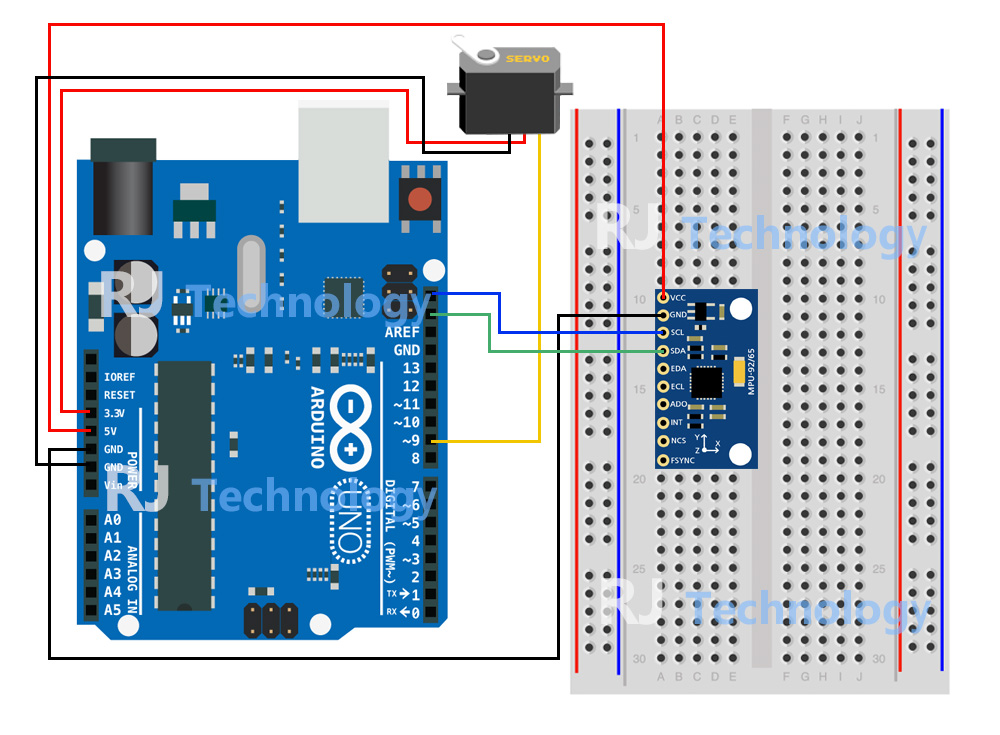 SERVO
A B C D E F G H I J
1 1
5 5
RJ Technology
10 10
15 15
20 20
25 25
RJ Technology
30 30
A B C D E F G H I J
VCC
GND
SCL
SDA
EDA
ECL
ADO
INT
NCS
FSYNC
MPU-92/65
Y
X
Z
RJ Technology
AREF
GND
13
12
~11
~10
~9
8
7
~6
~5
4
~3
2
TX→1
RX←0
DIGITAL (PWM~)
ARDUINO
UNO
IOREF
RESET
3.3V
5V
GND
GND
Vin
POWER
RJ Technology
A0
A1
A2
A3
A4
A5
ANALOG IN